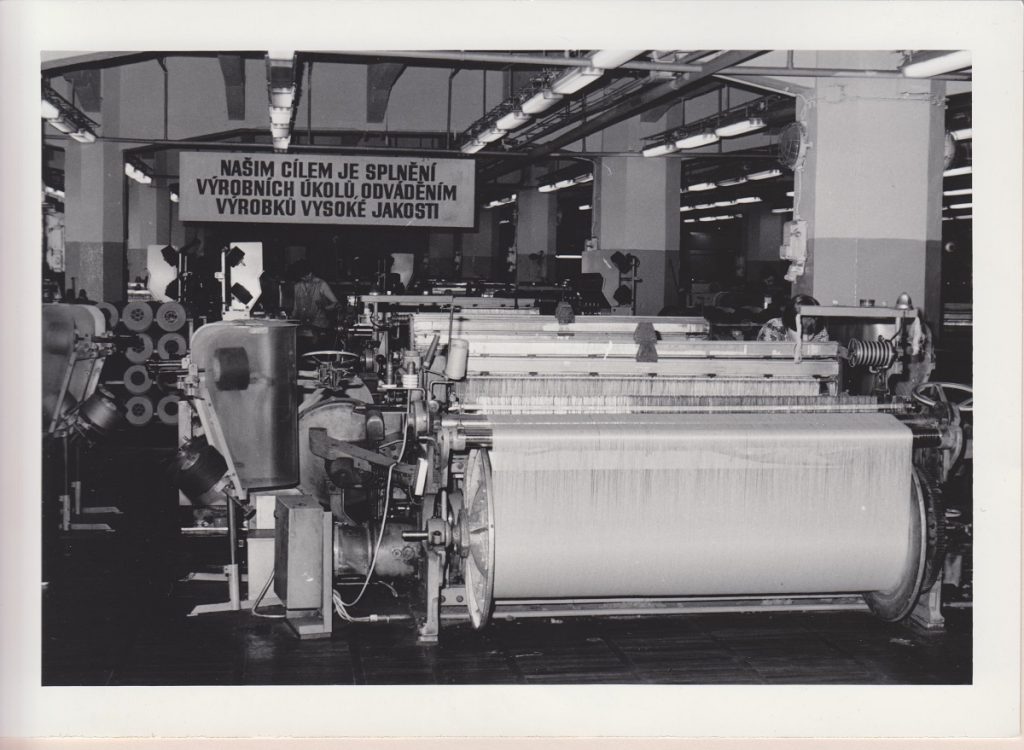 NAŠIM CÍLEM JE SPLNĚNÍ
VÝROBNÍCH ÚKOLŮ, ODVÁDĚNÍM
VÝROBKŮ VYSOKÉ JAKOSTI